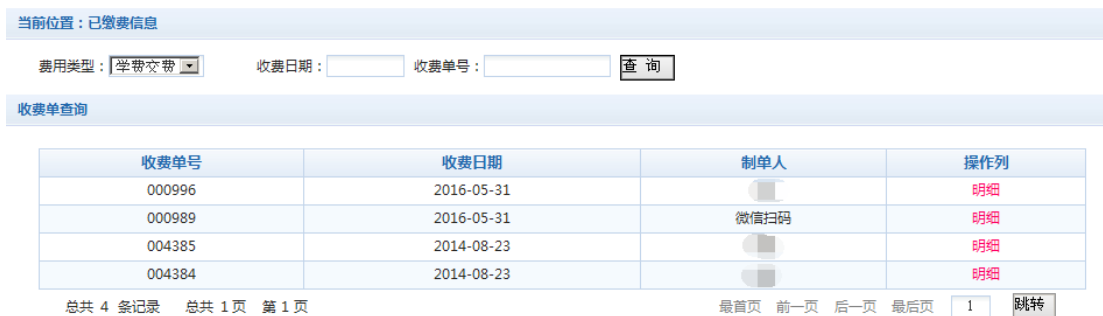 当前位置：已缴费信息
费用类型： 学费交费 收费日期： 收费单号： 查 询
收费单查询
收费单号 收费日期 制单人 操作列
000996 2016-05-31 明细
000989 2016-05-31 微信扫码 明细
004385 2014-08-23 明细
004384 2014-08-23 明细
总共 4 条记录 总共 1页 第 1页 最首页 前一页 后一页 最后页 1 跳转